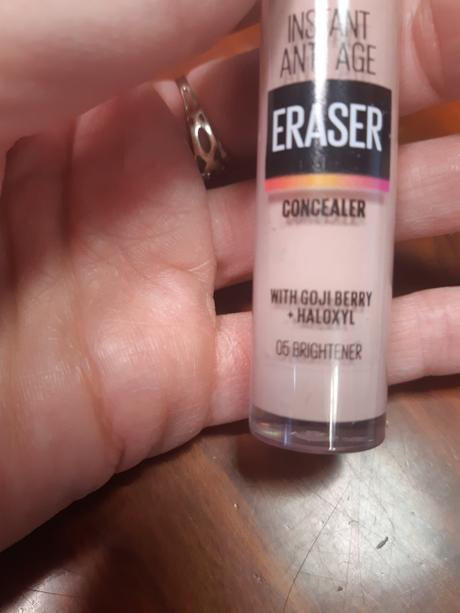 INSTANT
ANTI AGE
ERASER
CONCEALER
WITH GOJI BERRY
+ HALOXYL
05 BRIGHTENER